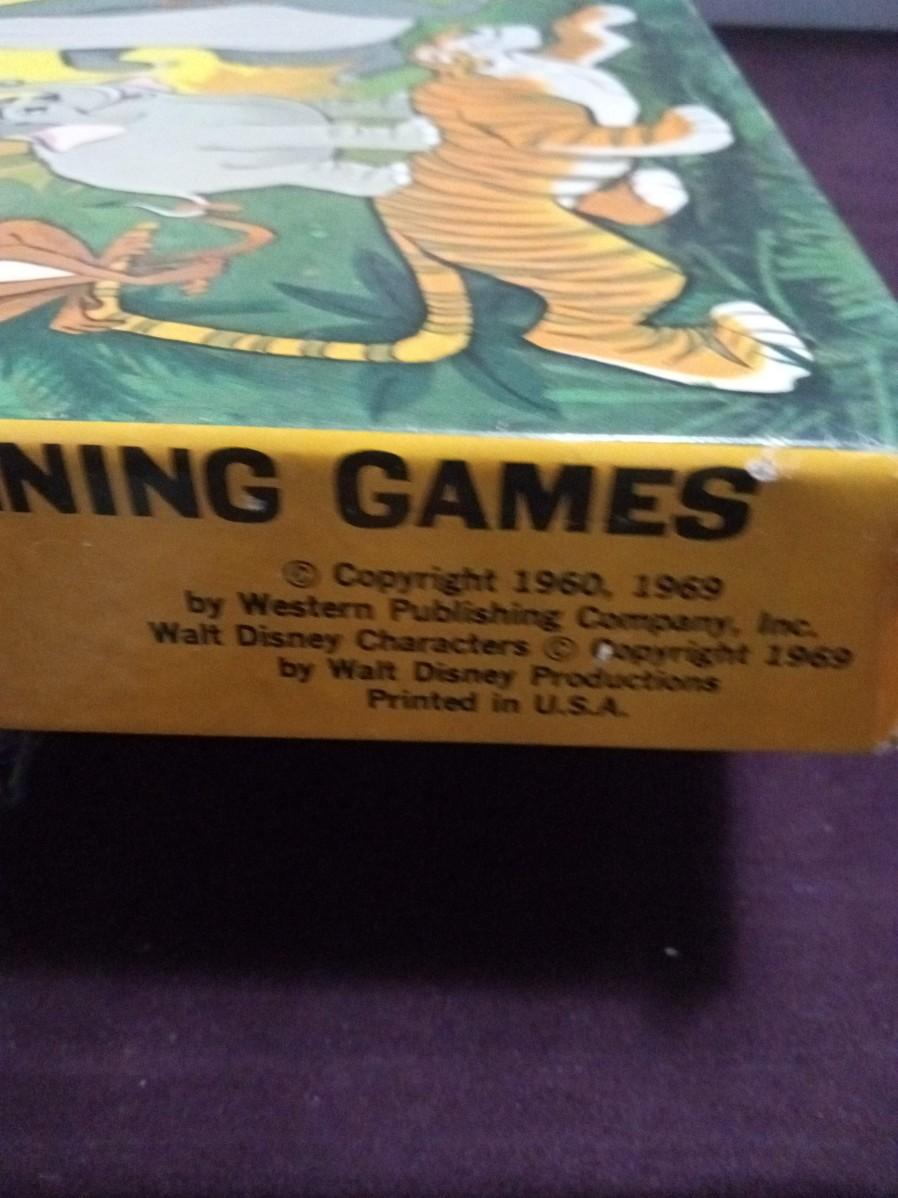 NING GAMES
© Copyright 1960, 1969
by Western Publishing Company, Inc.
Walt Disney Characters © Copyright 1969
by Walt Disney Productions
Printed in U.S.A.